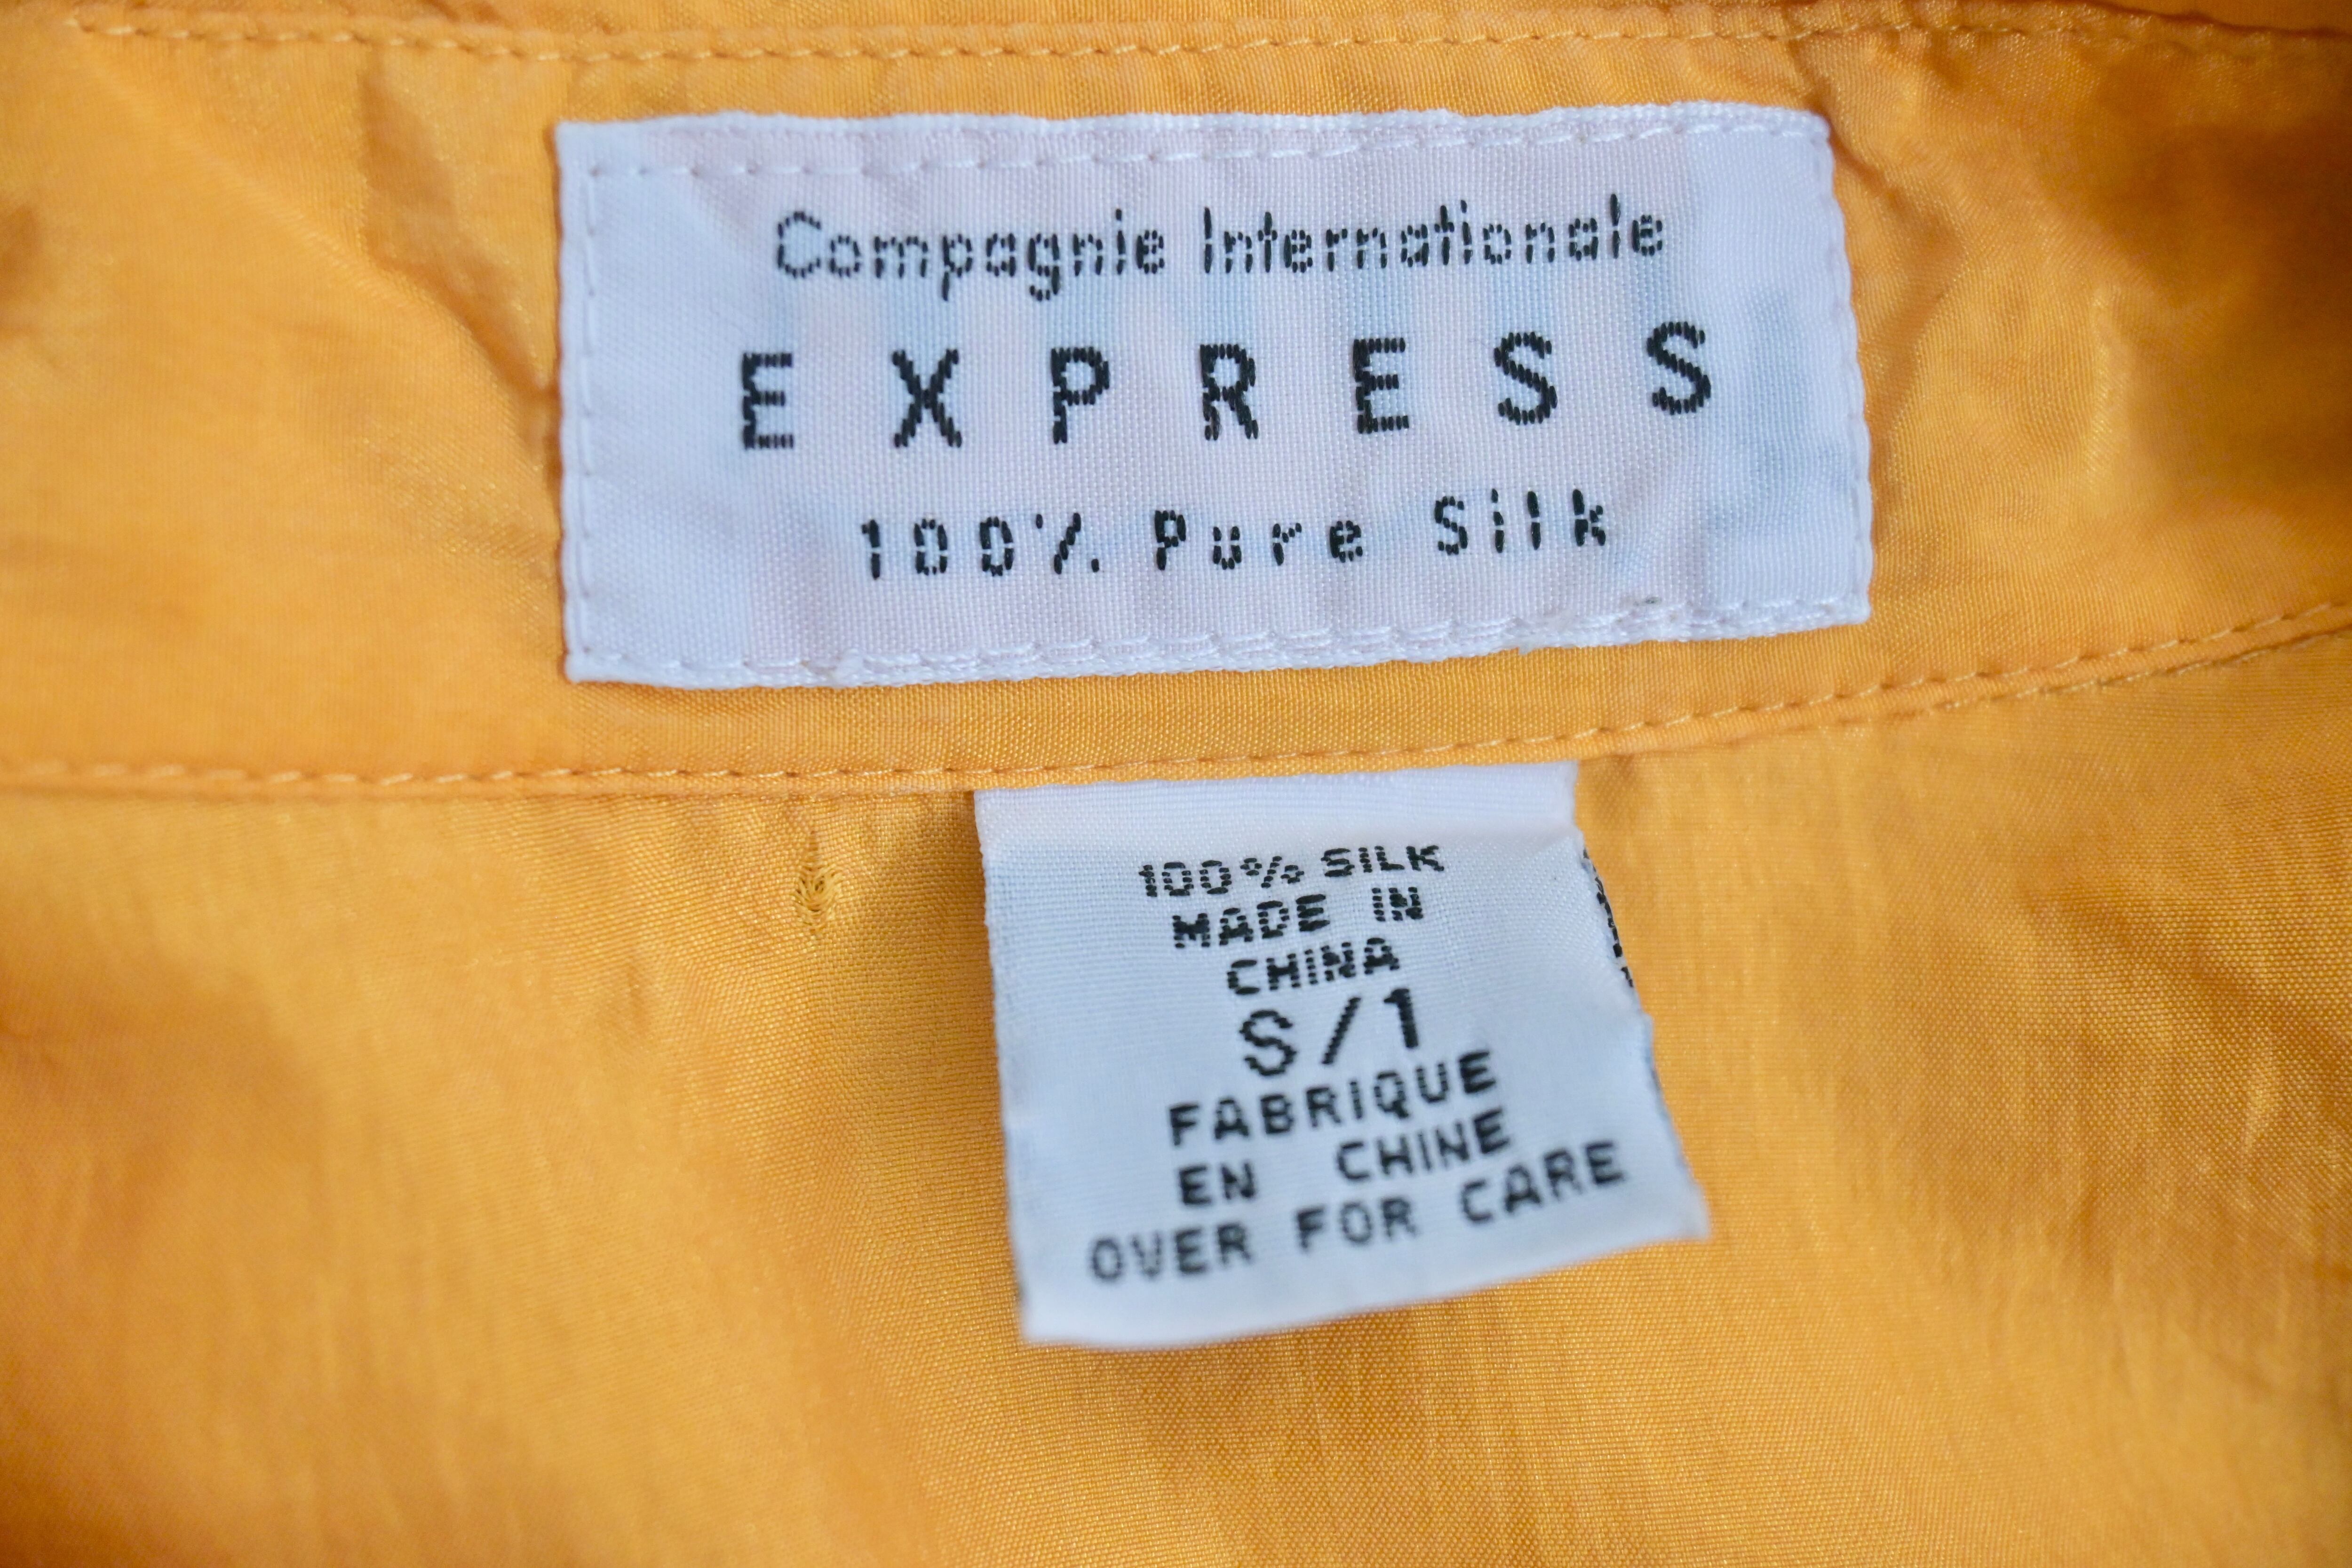 Compagnie Internationale
EXPRESS
100% Pure Silk
100% SILK
MADE IN
CHINA
S/1
FABRIQUE
EN CHINE
OVER FOR CARE